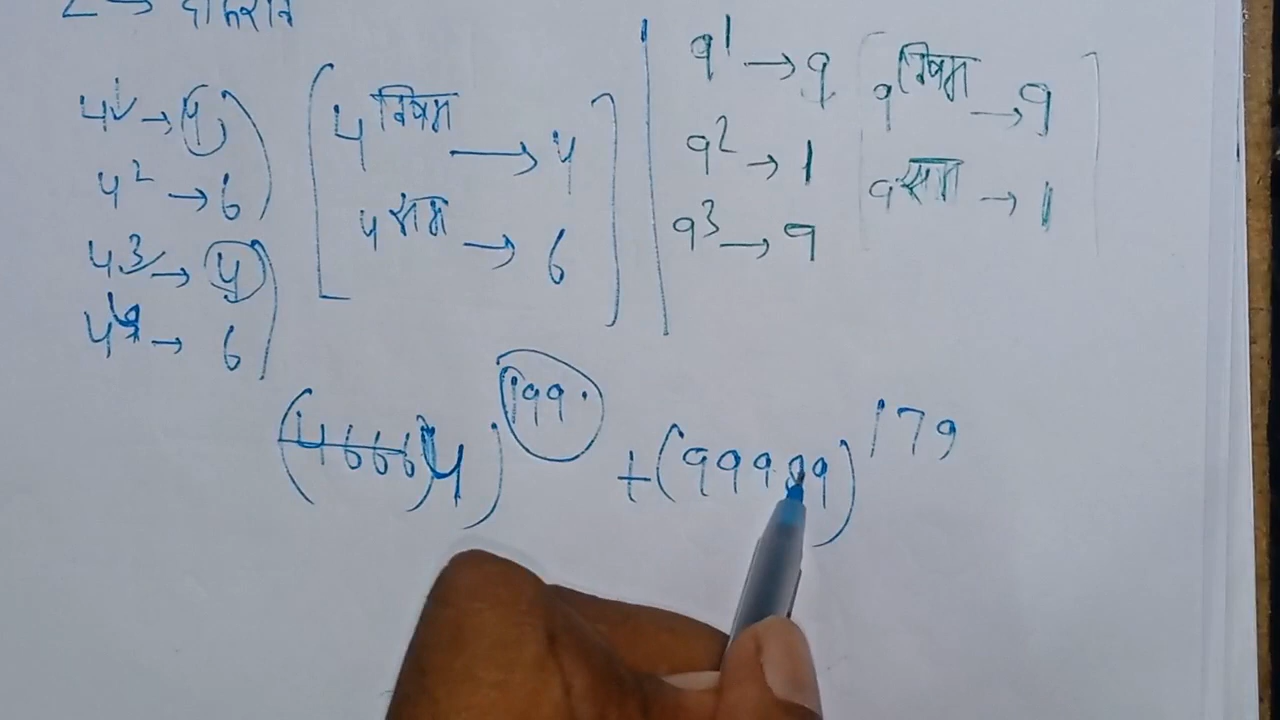 4¹ → 4
4² → 6
4³ → 4
4⁴ → 6
4^विषम → 4
4^सम → 6
9¹ → 9
9² → 1
9³ → 9
9^विषम → 9
9^सम → 1
(46664)^199 + (99999)^179